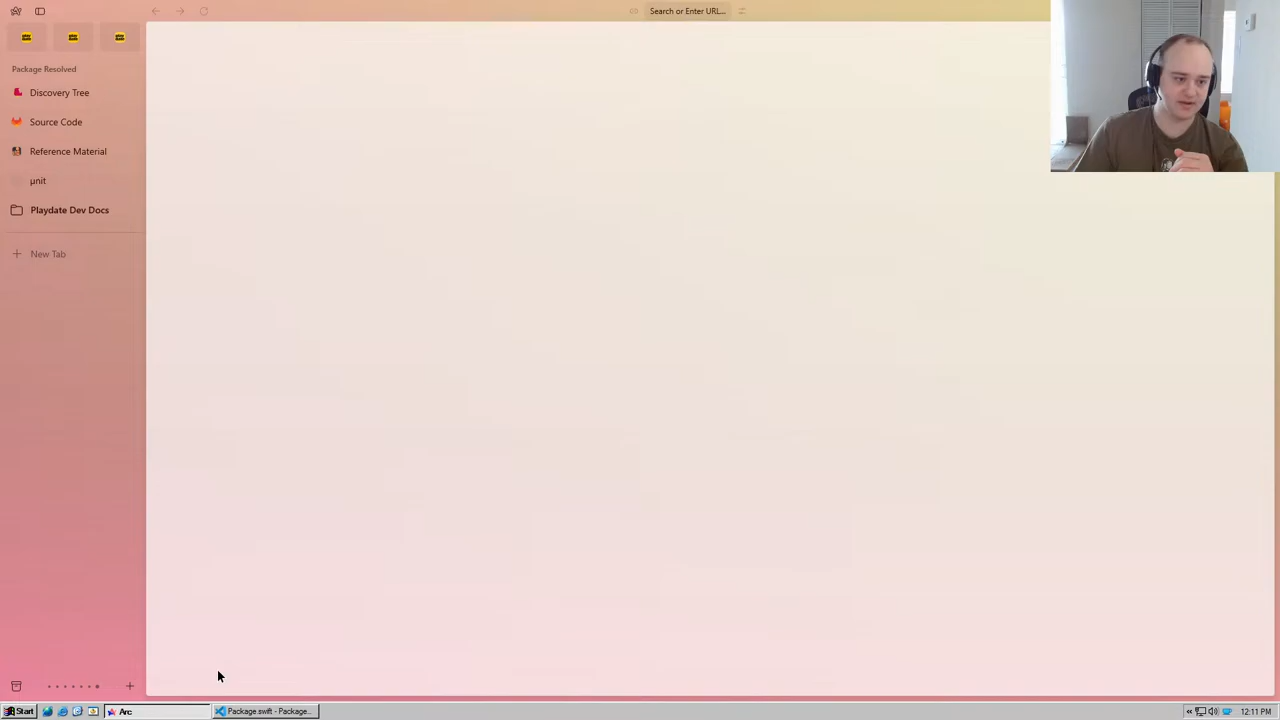 Search or Enter URL...
Package Resolved
Discovery Tree
Source Code
Reference Material
µnit
Playdate Dev Docs
+ New Tab
Start
Arc
Package.swift - Package...
12:11 PM